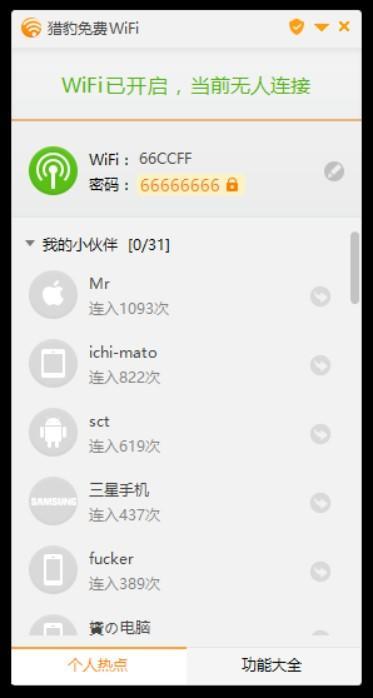 猎豹免费WiFi
WiFi已开启，当前无人连接
WiFi： 66CCFF
密码： 66666666
我的小伙伴 [0/31]
Mr
连入1093次
ichi-mato
连入822次
sct
连入619次
SAMSUNG
三星手机
连入437次
fucker
连入389次
の电脑
个人热点
功能大全